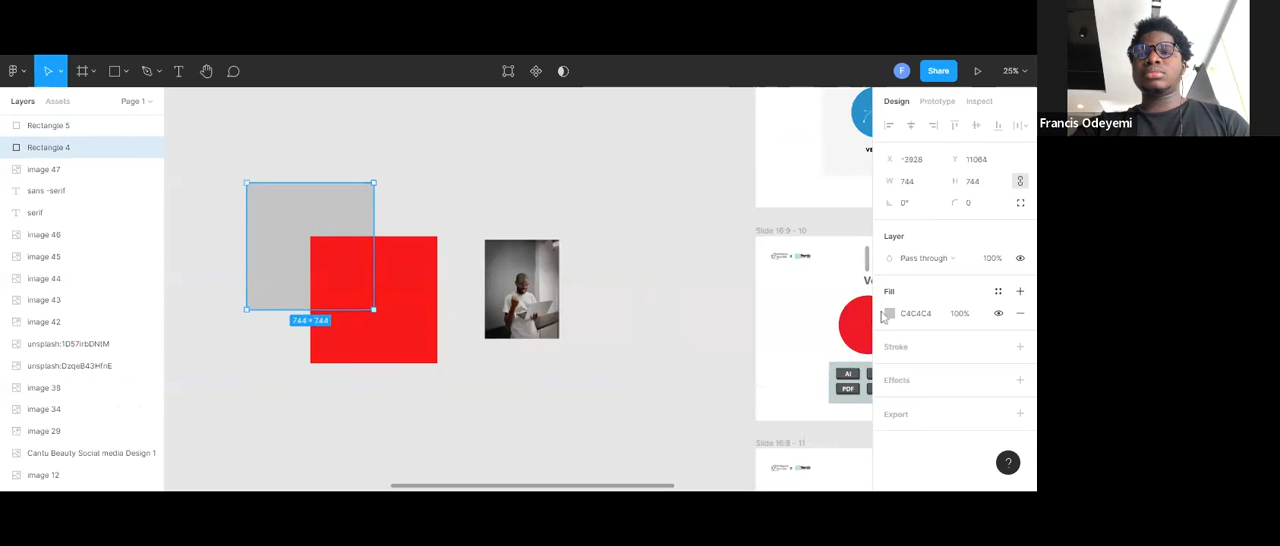 Share
25%
Layers
Assets
Page 1
Design
Prototype
Inspect
Francis Odeyemi
Rectangle 5
Rectangle 4
image 47
sans -serif
serif
image 46
image 45
image 44
image 43
image 42
unsplash:1D57irbDNtM
unsplash:DzqeB43HfnE
image 38
image 34
image 29
Cantu Beauty Social media Design 1
image 12
744 × 744
Slide 16:9 - 10
AI
PDF
Slide 16:9 - 11
X -3928
Y 11064
W 744
H 744
0°
0
Layer
Pass through
100%
Fill
C4C4C4 100%
Stroke
Effects
Export
?
F